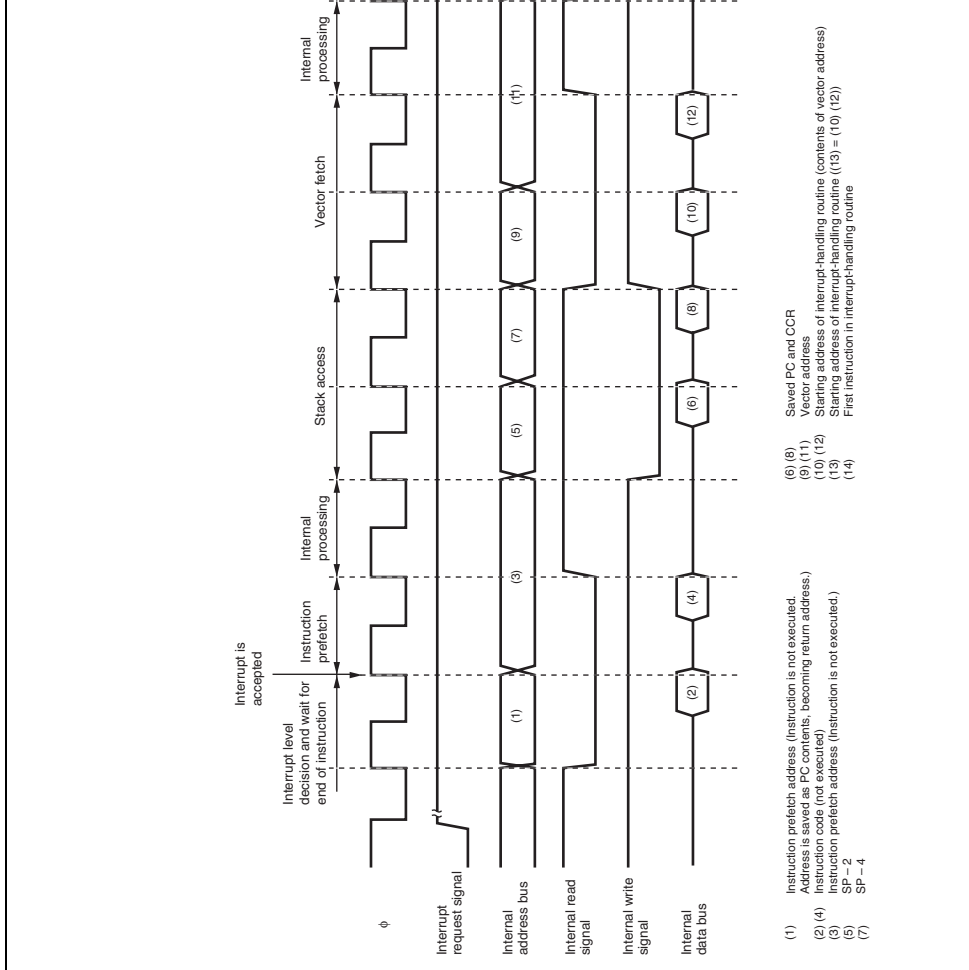 Interrupt is
accepted
Interrupt level
decision and wait for
end of instruction
Instruction
prefetch
Internal
processing
Stack access
Vector fetch
Internal
processing
φ
Interrupt
request signal
Internal
address bus
(1)
(3)
(5)
(7)
(9)
(11)
Internal read
signal
Internal write
signal
Internal
data bus
(2)
(4)
(6)
(8)
(10)
(12)
(1) Instruction prefetch address (Instruction is not executed.
Address is saved as PC contents, becoming return address.)
(2) (4) Instruction code (not executed)
(3) Instruction prefetch address (Instruction is not executed.)
(5) SP – 2
(7) SP – 4
(6) (8) Saved PC and CCR
(9) (11) Vector address
(10) (12) Starting address of interrupt-handling routine (contents of vector address)
(13) Starting address of interrupt-handling routine ((13) = (10) (12))
(14) First instruction in interrupt-handling routine